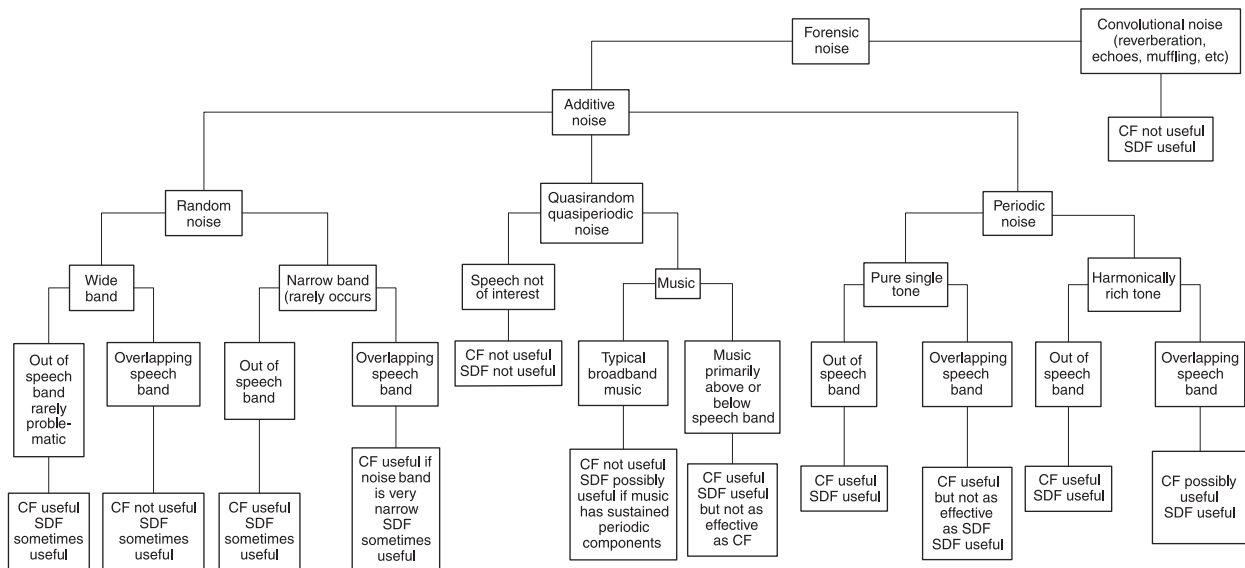 Forensic
noise
Convolutional noise
(reverberation,
echoes, muffling, etc)
Additive
noise
CF not useful
SDF useful
Random
noise
Quasirandom
quasiperiodic
noise
Periodic
noise
Wide
band
Narrow band
(rarely occurs
Speech not
of interest
Music
Pure single
tone
Harmonically
rich tone
Out of
speech
band
rarely
proble-
matic
Overlapping
speech
band
Out of
speech
band
Overlapping
speech
band
CF not useful
SDF not useful
Typical
broadband
music
Music
primarily
above or
below
speech band
Out of
speech
band
Overlapping
speech
band
Out of
speech
band
Overlapping
speech
band
CF useful
SDF
sometimes
useful
CF not useful
SDF
sometimes
useful
CF useful
SDF
sometimes
useful
CF useful if
noise band
is very
narrow
SDF
sometimes
useful
CF not useful
SDF possibly
useful if music
has sustained
periodic
components
CF useful
SDF useful
but not as
effective
as CF
CF useful
SDF useful
CF useful
but not as
effective
as SDF
SDF useful
CF useful
SDF useful
CF possibly
useful
SDF useful